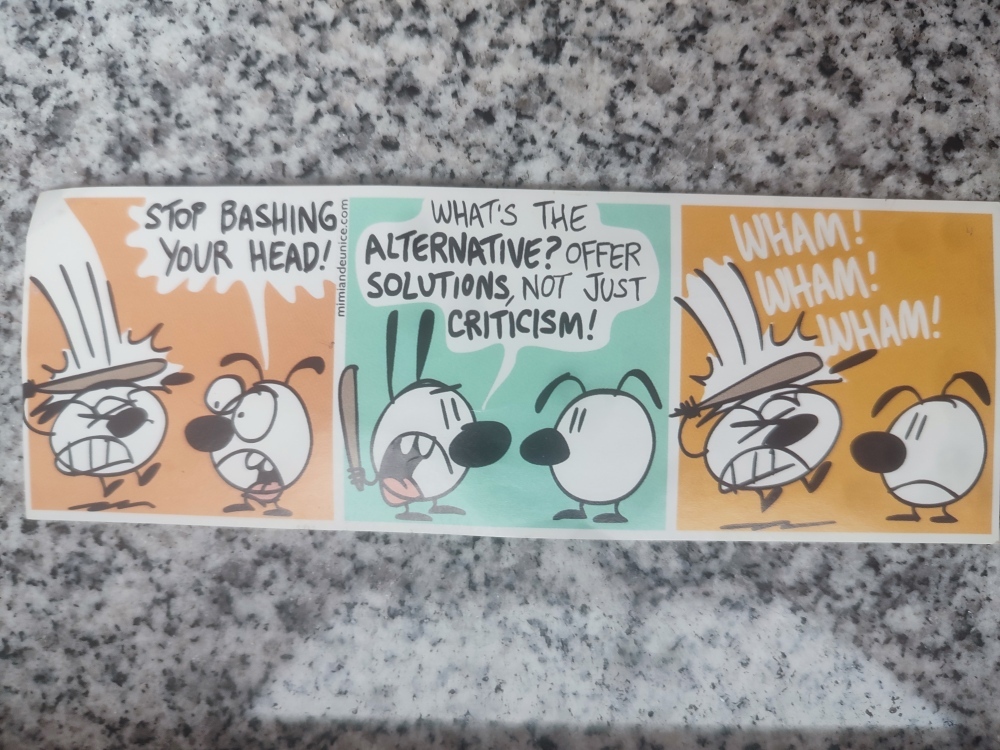 STOP BASHING
YOUR HEAD!
mimiandeunice.com
WHAT'S THE
ALTERNATIVE? OFFER
SOLUTIONS, NOT JUST
CRITICISM!
WHAM!
WHAM!
WHAM!